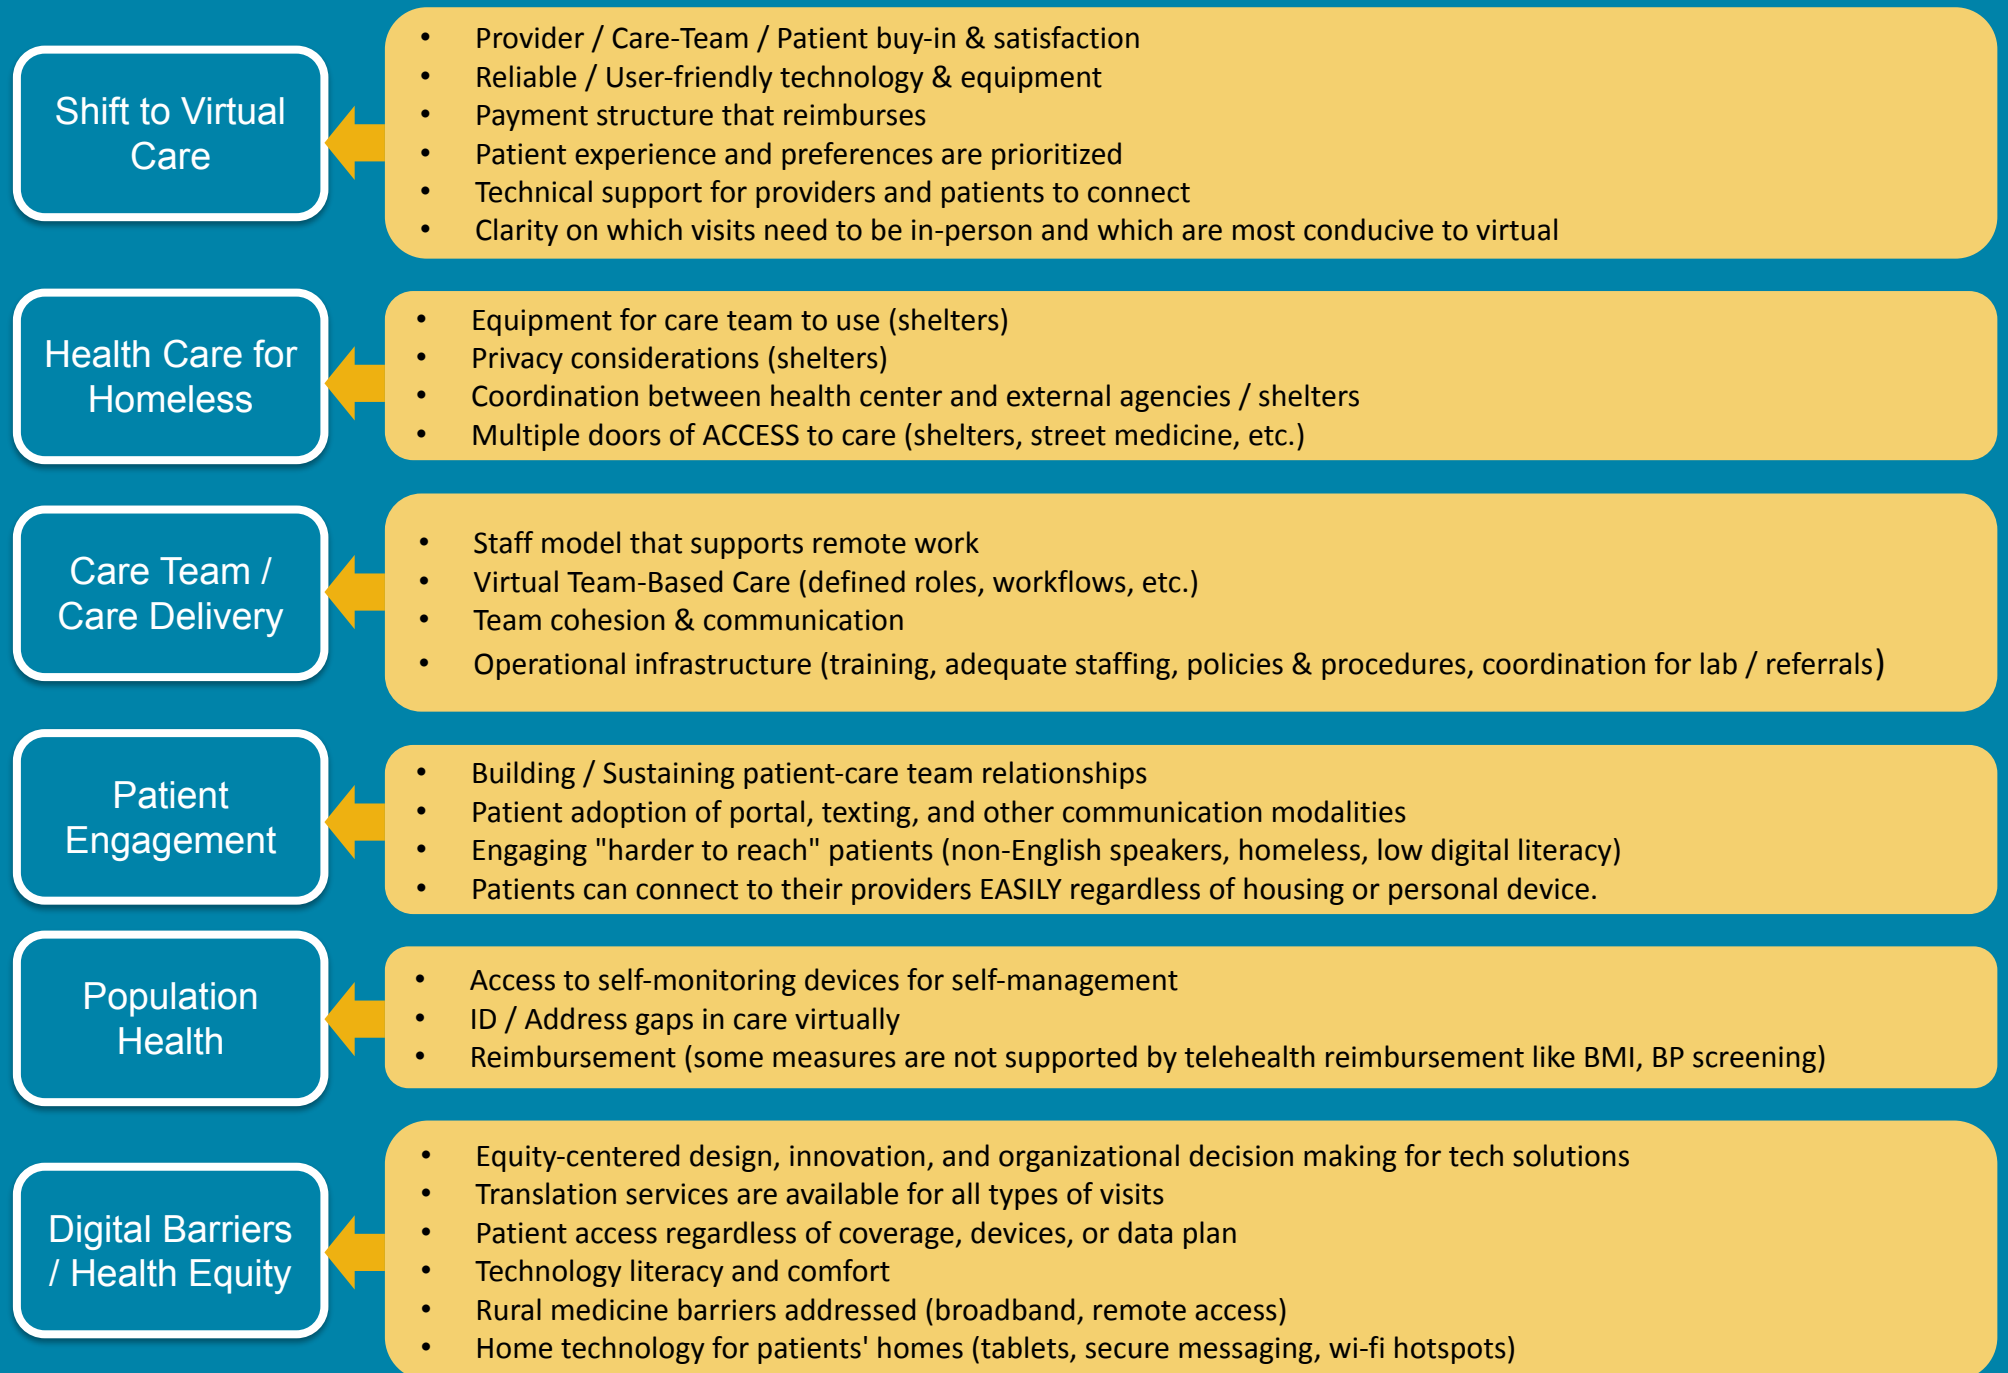 Shift to Virtual
Care
• Provider / Care-Team / Patient buy-in & satisfaction
• Reliable / User-friendly technology & equipment
• Payment structure that reimburses
• Patient experience and preferences are prioritized
• Technical support for providers and patients to connect
• Clarity on which visits need to be in-person and which are most conducive to virtual
Health Care for
Homeless
• Equipment for care team to use (shelters)
• Privacy considerations (shelters)
• Coordination between health center and external agencies / shelters
• Multiple doors of ACCESS to care (shelters, street medicine, etc.)
Care Team /
Care Delivery
• Staff model that supports remote work
• Virtual Team-Based Care (defined roles, workflows, etc.)
• Team cohesion & communication
• Operational infrastructure (training, adequate staffing, policies & procedures, coordination for lab / referrals)
Patient
Engagement
• Building / Sustaining patient-care team relationships
• Patient adoption of portal, texting, and other communication modalities
• Engaging "harder to reach" patients (non-English speakers, homeless, low digital literacy)
• Patients can connect to their providers EASILY regardless of housing or personal device.
Population
Health
• Access to self-monitoring devices for self-management
• ID / Address gaps in care virtually
• Reimbursement (some measures are not supported by telehealth reimbursement like BMI, BP screening)
Digital Barriers
/ Health Equity
• Equity-centered design, innovation, and organizational decision making for tech solutions
• Translation services are available for all types of visits
• Patient access regardless of coverage, devices, or data plan
• Technology literacy and comfort
• Rural medicine barriers addressed (broadband, remote access)
• Home technology for patients' homes (tablets, secure messaging, wi-fi hotspots)